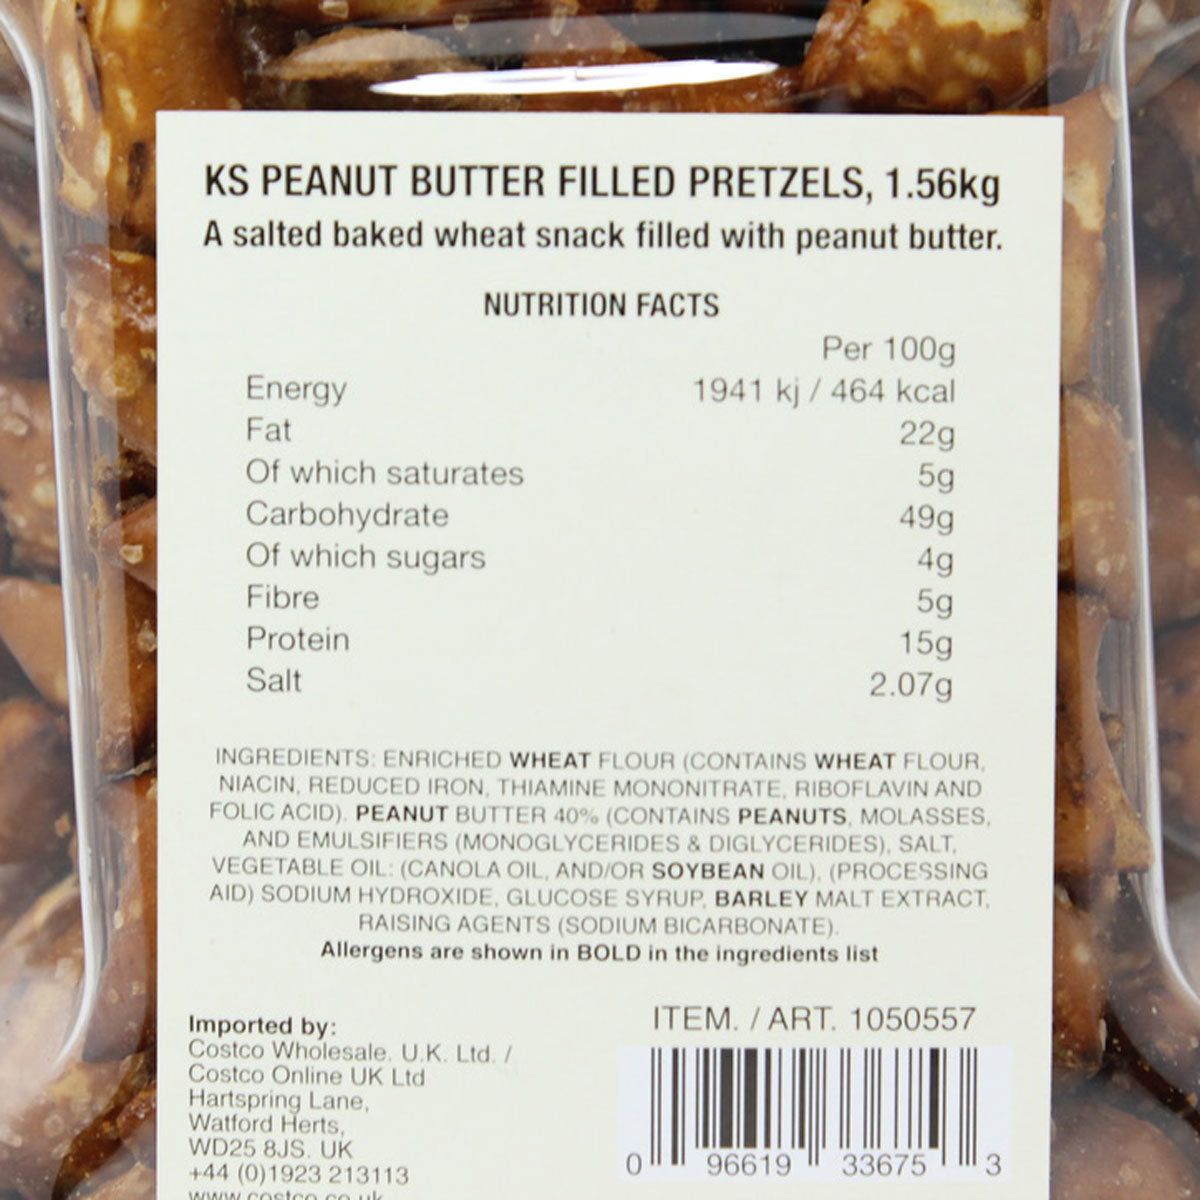 KS PEANUT BUTTER FILLED PRETZELS, 1.56kg
A salted baked wheat snack filled with peanut butter.
NUTRITION FACTS
Per 100g
Energy 1941 kj / 464 kcal
Fat 22g
Of which saturates 5g
Carbohydrate 49g
Of which sugars 4g
Fibre 5g
Protein 15g
Salt 2.07g
INGREDIENTS: ENRICHED WHEAT FLOUR (CONTAINS WHEAT FLOUR,
NIACIN, REDUCED IRON, THIAMINE MONONITRATE, RIBOFLAVIN AND
FOLIC ACID). PEANUT BUTTER 40% (CONTAINS PEANUTS, MOLASSES,
AND EMULSIFIERS (MONOGLYCERIDES & DIGLYCERIDES), SALT,
VEGETABLE OIL: (CANOLA OIL, AND/OR SOYBEAN OIL), (PROCESSING
AID) SODIUM HYDROXIDE, GLUCOSE SYRUP, BARLEY MALT EXTRACT,
RAISING AGENTS (SODIUM BICARBONATE).
Allergens are shown in BOLD in the ingredients list
Imported by:
Costco Wholesale. U.K. Ltd. /
Costco Online UK Ltd
Hartspring Lane,
Watford Herts,
WD25 8JS. UK
+44 (0)1923 213113
www.costco.co.uk
ITEM. / ART. 1050557
0 96619 33675 3